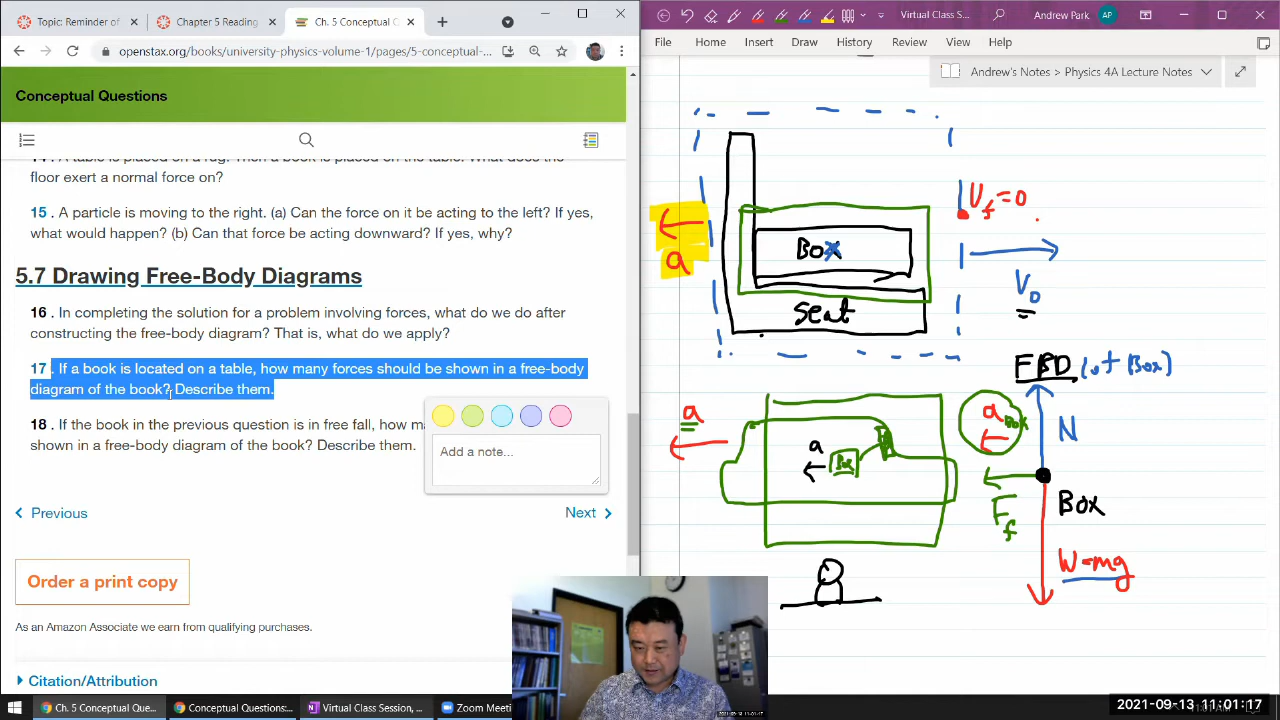 Topic: Reminder of
Chapter 5 Reading
Ch. 5 Conceptual Q
openstax.org/books/university-physics-volume-1/pages/5-conceptual-...
Conceptual Questions
floor exert a normal force on?
15 . A particle is moving to the right. (a) Can the force on it be acting to the left? If yes,
what would happen? (b) Can that force be acting downward? If yes, why?
5.7 Drawing Free-Body Diagrams
16 . In completing the solution for a problem involving forces, what do we do after
constructing the free-body diagram? That is, what do we apply?
17 . If a book is located on a table, how many forces should be shown in a free-body
diagram of the book? Describe them.
18 . If the book in the previous question is in free fall, how ma
shown in a free-body diagram of the book? Describe them.
Add a note...
Previous
Next
Order a print copy
As an Amazon Associate we earn from qualifying purchases.
Citation/Attribution
Virtual Class S...
Andrew Park
AP
File
Home
Insert
Draw
History
Review
View
Help
Andrew's Notes > Physics 4A Lecture Notes
Vf=0
a
Box
V0
Seat
FBD (of Box)
a
a Box
N
a
Box
Ff
Box
W=mg
Ch. 5 Conceptual Que...
Conceptual Questions...
Virtual Class Session, ...
Zoom Meeti
2021-09-13 11:01:17